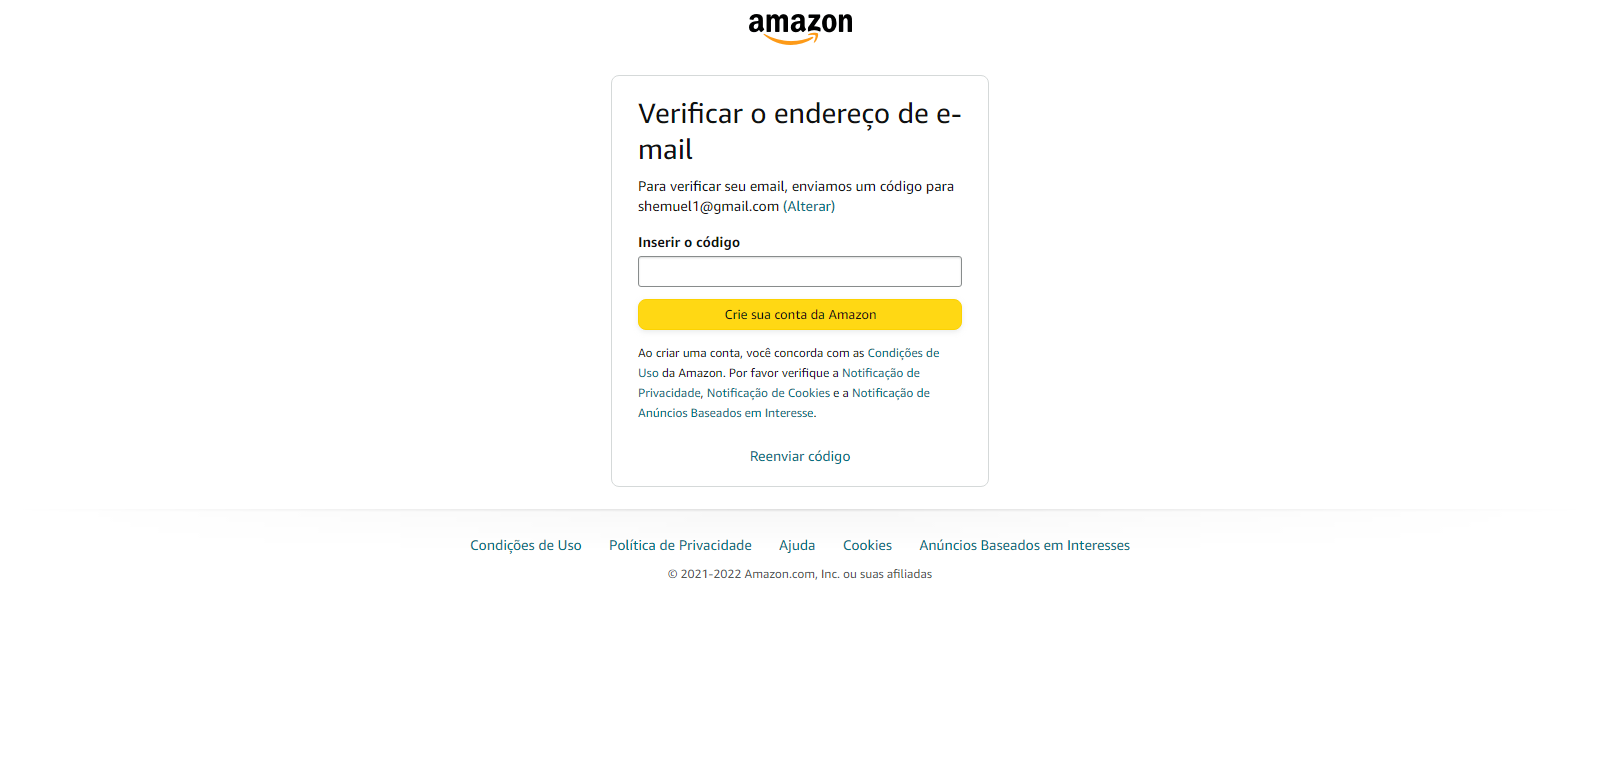 amazon
Verificar o endereço de e-
mail
Para verificar seu email, enviamos um código para
shemuel1@gmail.com (Alterar)
Inserir o código
Crie sua conta da Amazon
Ao criar uma conta, você concorda com as Condições de
Uso da Amazon. Por favor verifique a Notificação de
Privacidade, Notificação de Cookies e a Notificação de
Anúncios Baseados em Interesse.
Reenviar código
Condições de Uso Política de Privacidade Ajuda Cookies Anúncios Baseados em Interesses
© 2021-2022 Amazon.com, Inc. ou suas afiliadas